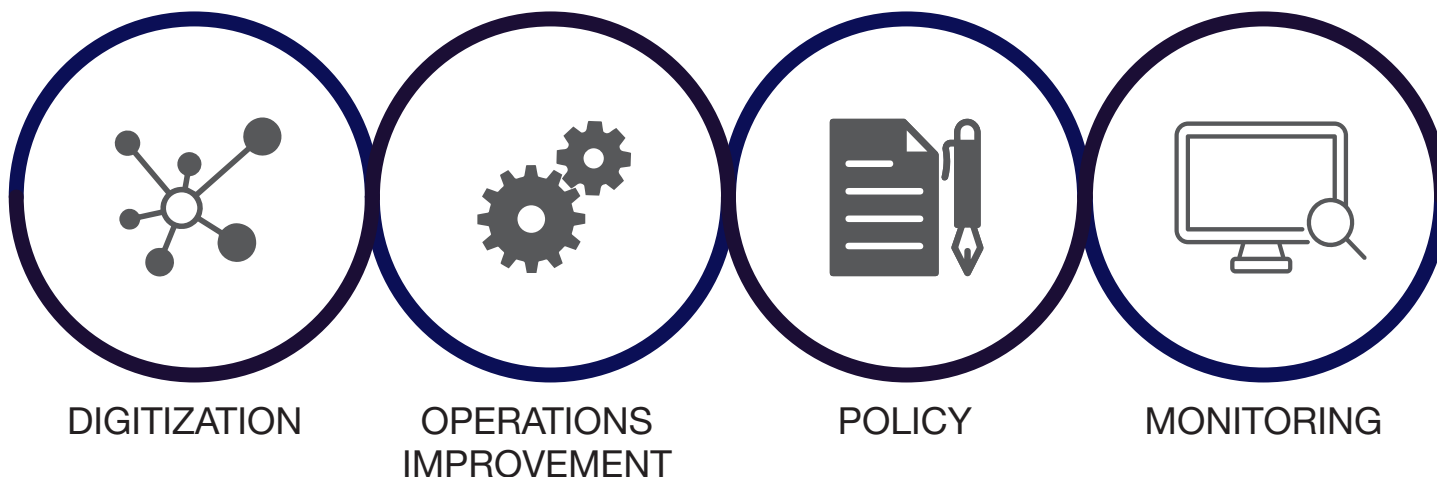 DIGITIZATION
OPERATIONS
IMPROVEMENT
POLICY
MONITORING